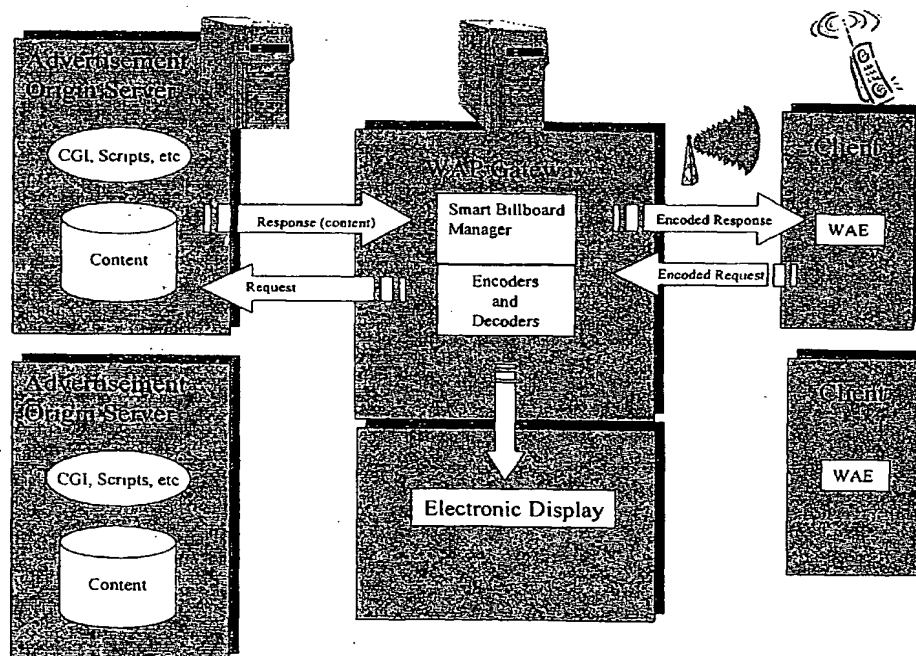 Advertisement
Origin Server
CGI, Scripts, etc
Content
Response (content)
Request
WAP Gateway
Smart Billboard
Manager
Encoders
and
Decoders
Encoded Response
Encoded Request
Client
WAE
Advertisement
Origin Server
CGI, Scripts, etc
Content
Electronic Display
Client
WAE